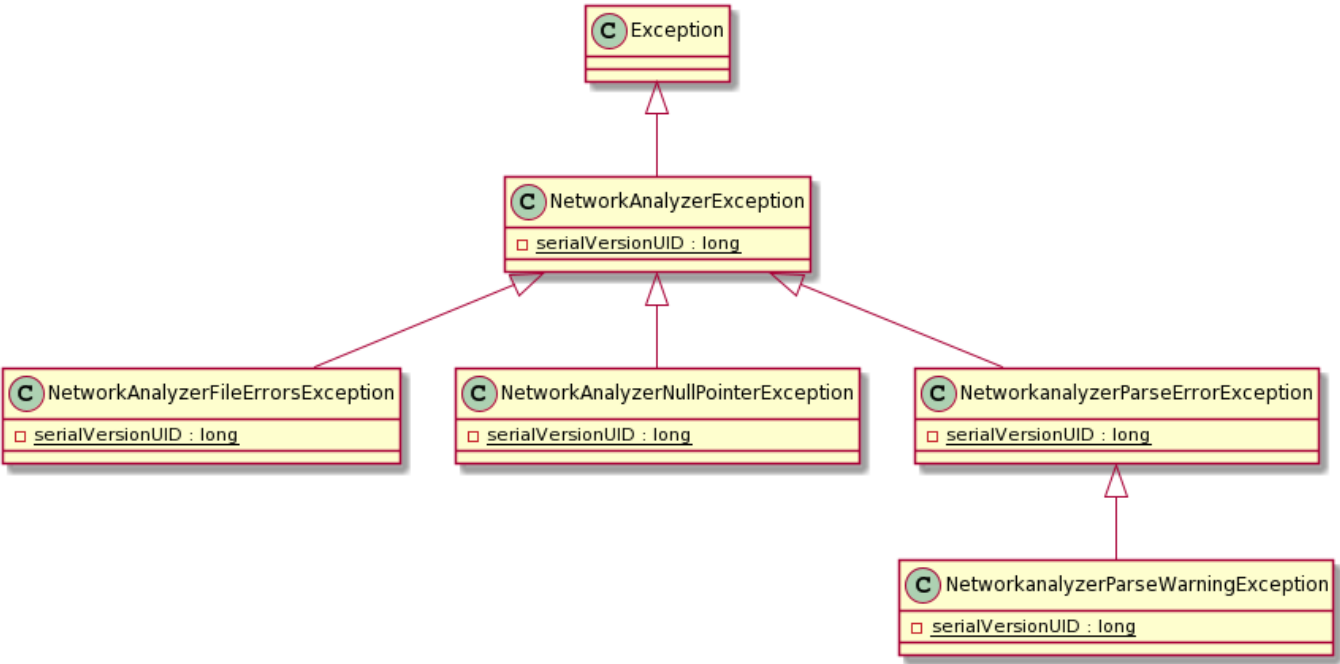 C Exception
C NetworkAnalyzerException
serialVersionUID : long
C NetworkAnalyzerFileErrorsException
serialVersionUID : long
C NetworkAnalyzerNullPointerException
serialVersionUID : long
C NetworkanalyzerParseErrorException
serialVersionUID : long
C NetworkanalyzerParseWarningException
serialVersionUID : long